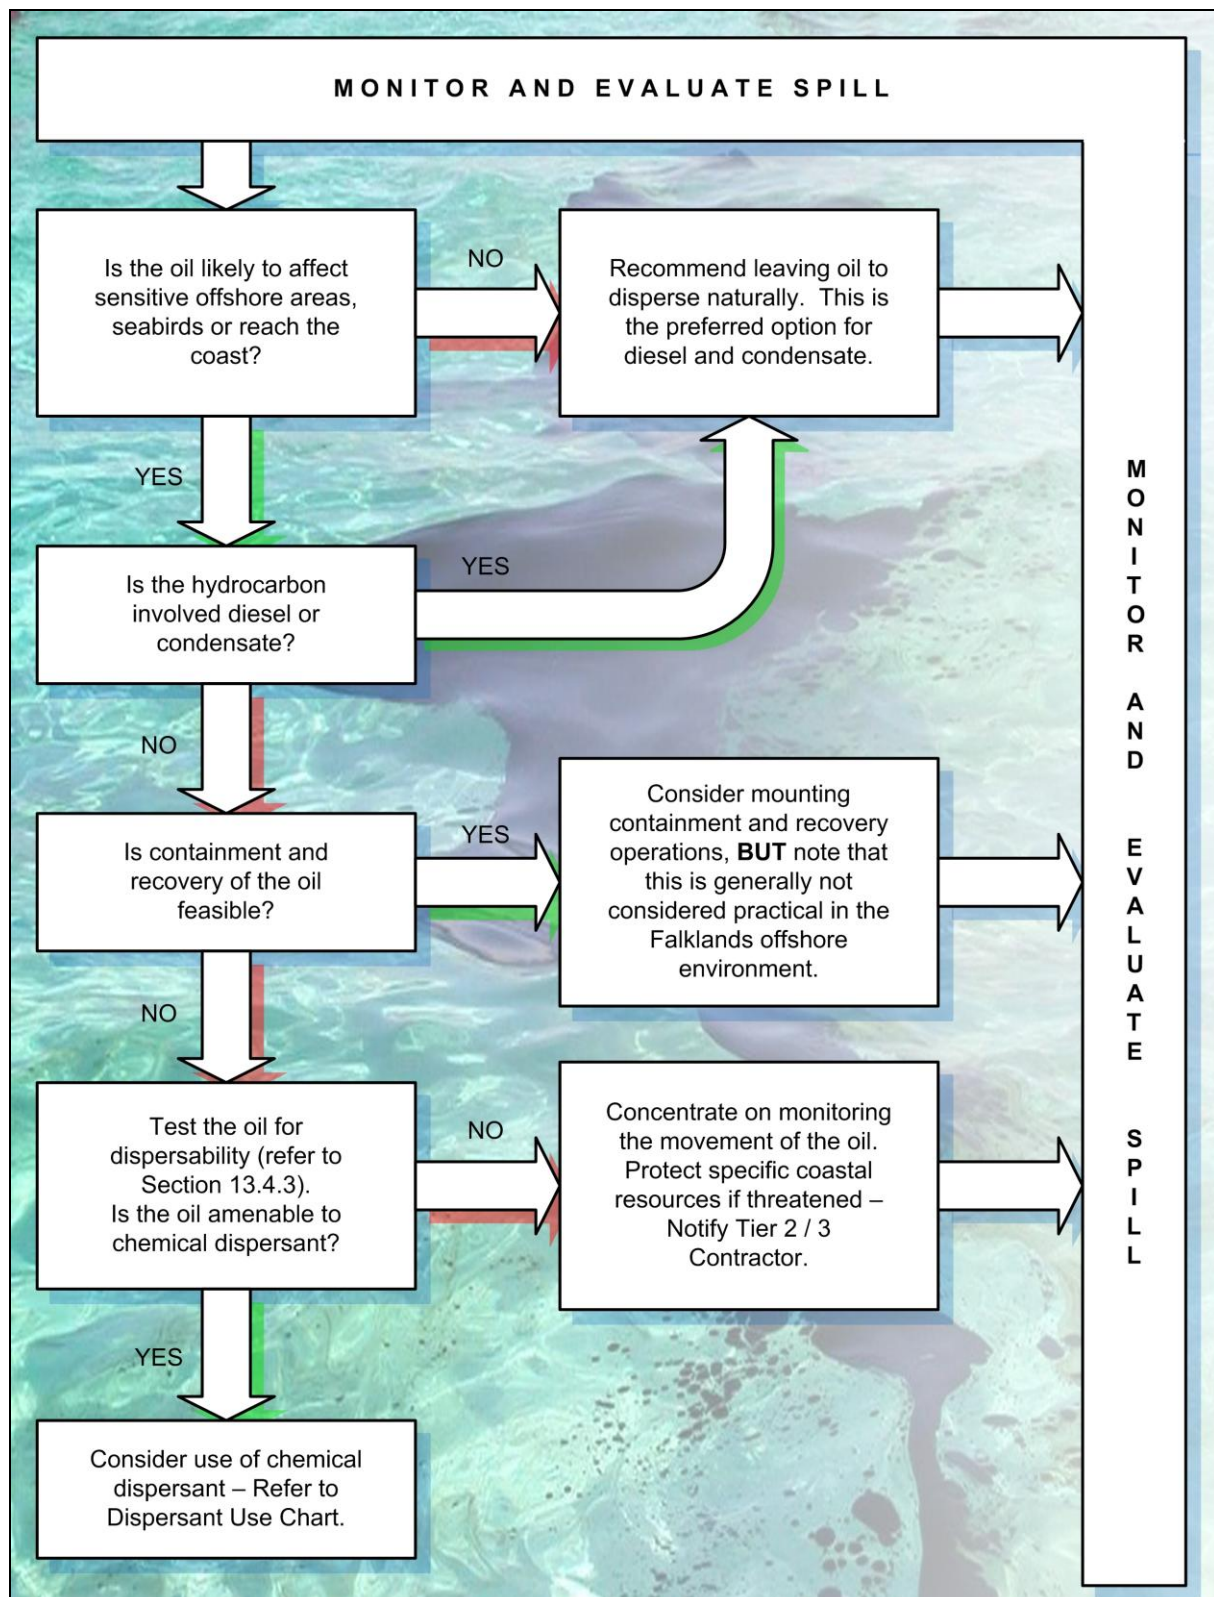 MONITOR AND EVALUATE SPILL
Is the oil likely to affect
sensitive offshore areas,
seabirds or reach the
coast?
NO
Recommend leaving oil to
disperse naturally. This is
the preferred option for
diesel and condensate.
YES
Is the hydrocarbon
involved diesel or
condensate?
YES
NO
Is containment and
recovery of the oil
feasible?
YES
Consider mounting
containment and recovery
operations, BUT note that
this is generally not
considered practical in the
Falklands offshore
environment.
NO
Test the oil for
dispersability (refer to
Section 13.4.3).
Is the oil amenable to
chemical dispersant?
NO
Concentrate on monitoring
the movement of the oil.
Protect specific coastal
resources if threatened –
Notify Tier 2 / 3
Contractor.
YES
Consider use of chemical
dispersant – Refer to
Dispersant Use Chart.
MONITOR AND EVALUATE SPILL